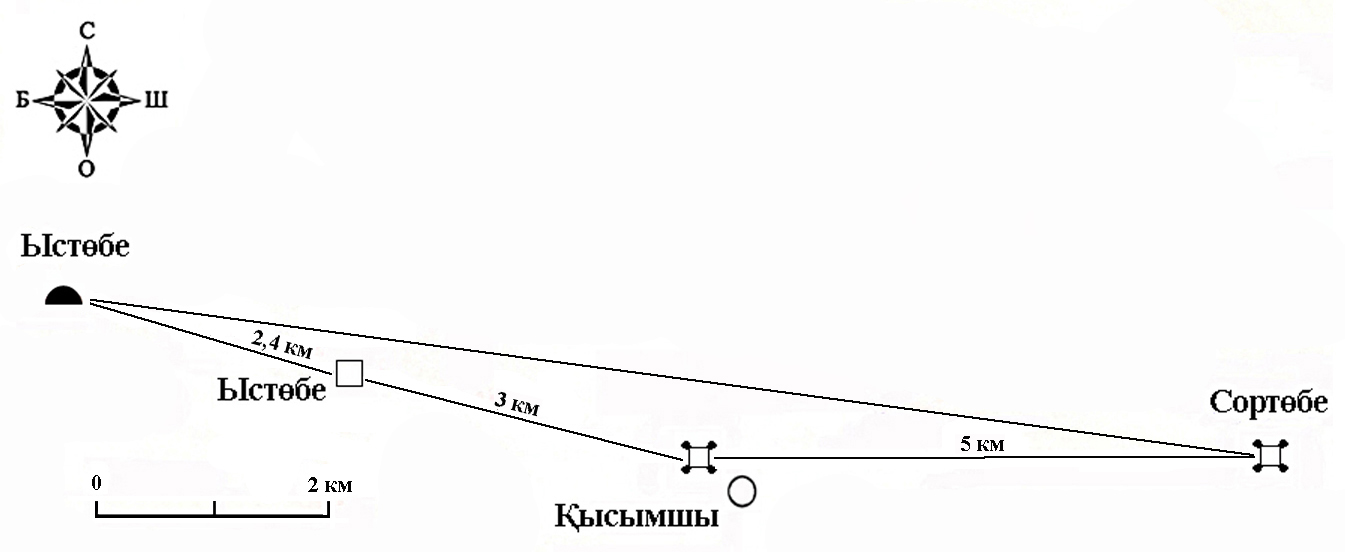 С
Б Ш
О
Ыстөбе
2,4 км
Ыстөбе
3 км
Сортөбе
5 км
0 2 км
Қысымшы